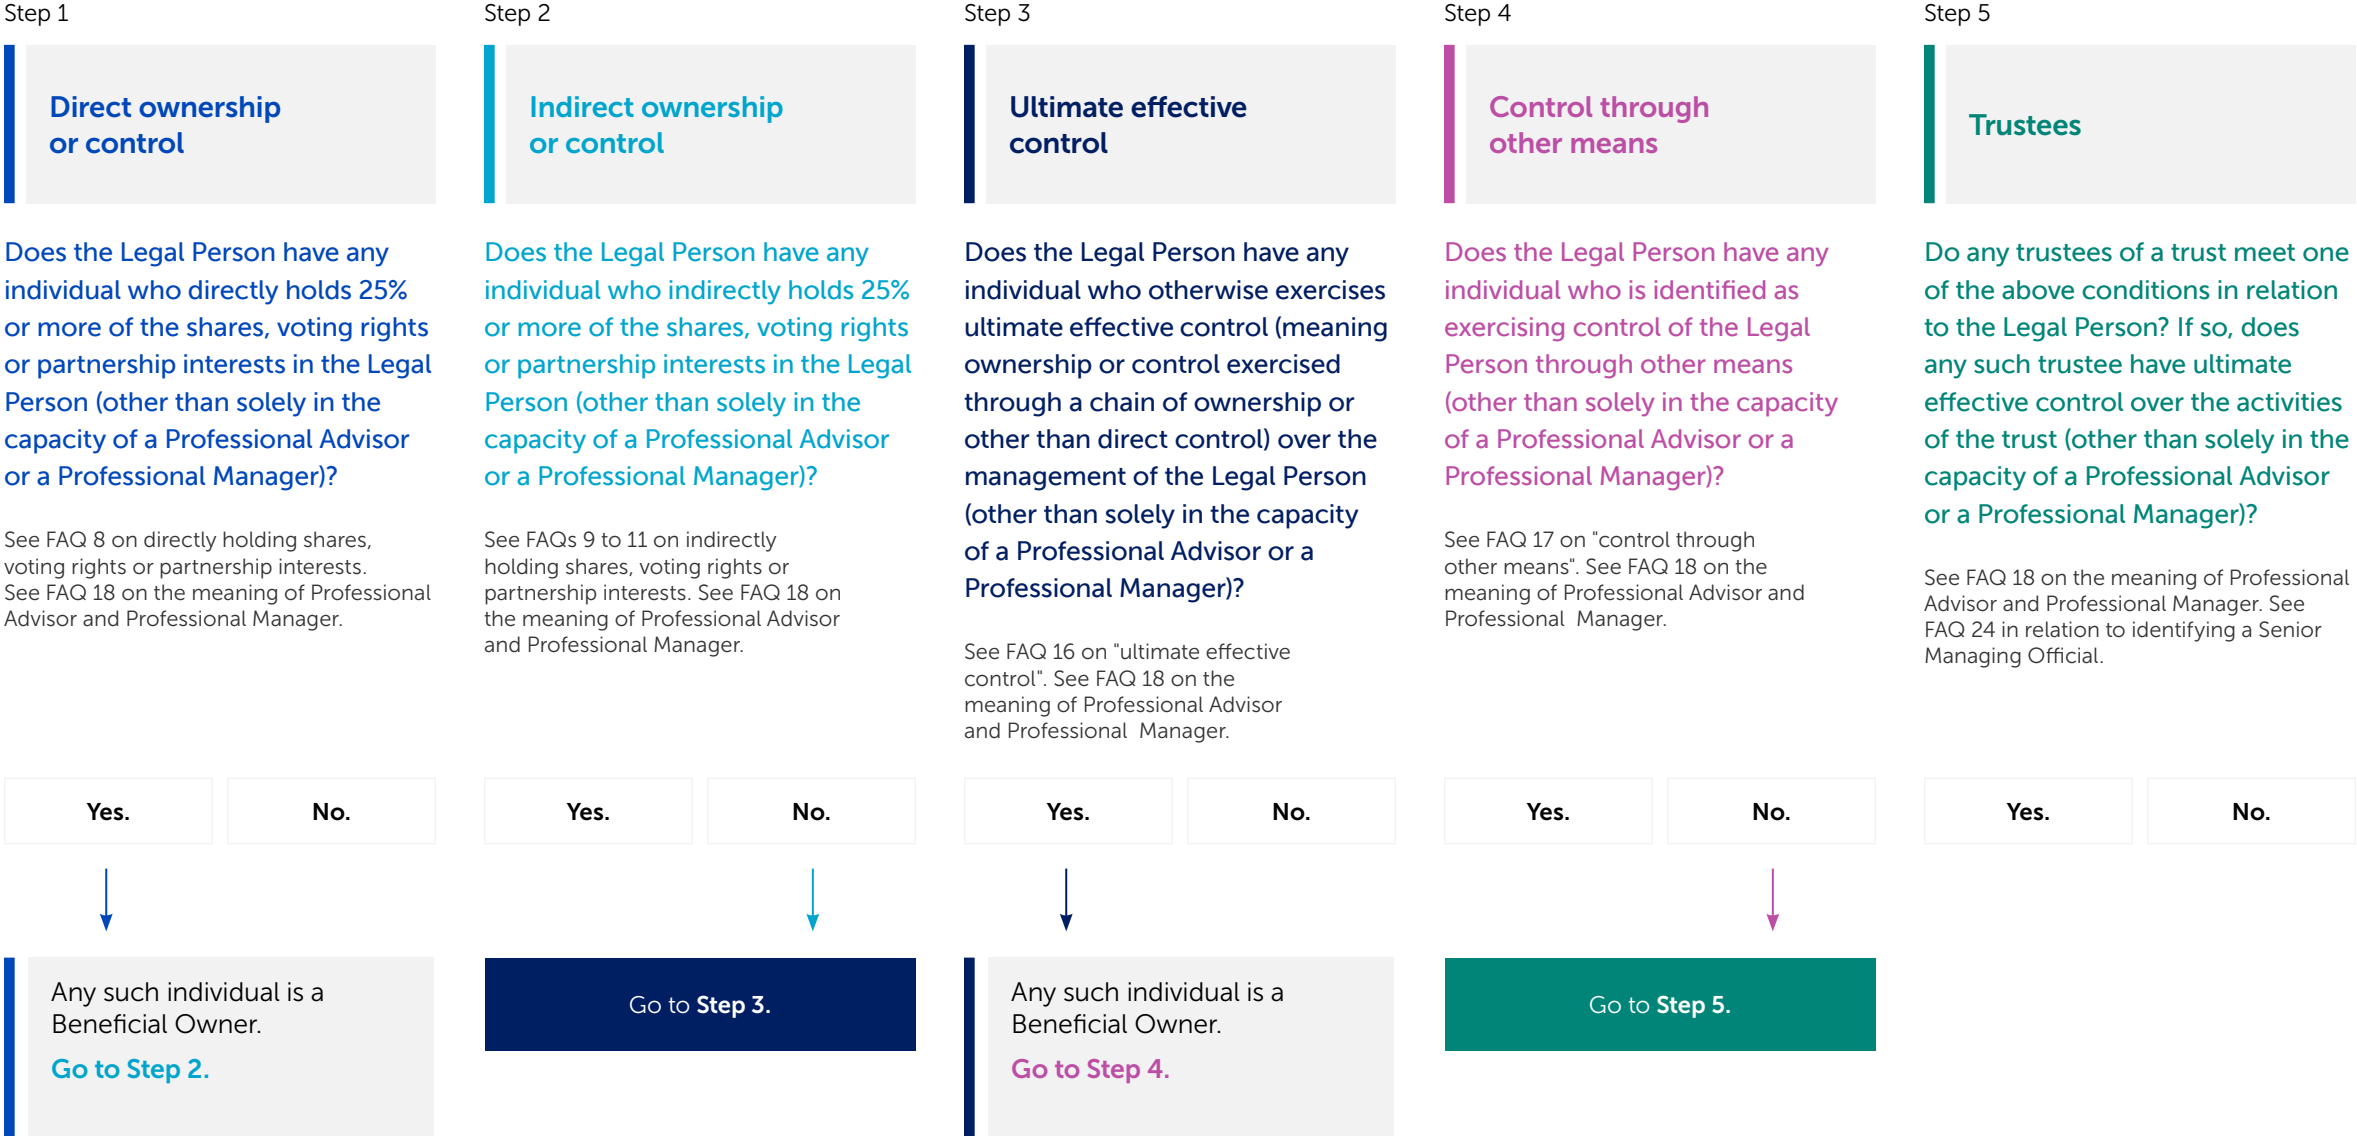 Step 1
Direct ownership
or control
Does the Legal Person have any
individual who directly holds 25%
or more of the shares, voting rights
or partnership interests in the Legal
Person (other than solely in the
capacity of a Professional Advisor
or a Professional Manager)?
See FAQ 8 on directly holding shares,
voting rights or partnership interests.
See FAQ 18 on the meaning of Professional
Advisor and Professional Manager.
Yes.
No.
Any such individual is a
Beneficial Owner.
Go to Step 2.
Step 2
Indirect ownership
or control
Does the Legal Person have any
individual who indirectly holds 25%
or more of the shares, voting rights
or partnership interests in the Legal
Person (other than solely in the
capacity of a Professional Advisor
or a Professional Manager)?
See FAQs 9 to 11 on indirectly
holding shares, voting rights or
partnership interests. See FAQ 18 on
the meaning of Professional Advisor
and Professional Manager.
Yes.
No.
Go to Step 3.
Step 3
Ultimate effective
control
Does the Legal Person have any
individual who otherwise exercises
ultimate effective control (meaning
ownership or control exercised
through a chain of ownership or
other than direct control) over the
management of the Legal Person
(other than solely in the capacity
of a Professional Advisor or a
Professional Manager)?
See FAQ 16 on "ultimate effective
control". See FAQ 18 on the
meaning of Professional Advisor
and Professional Manager.
Yes.
No.
Any such individual is a
Beneficial Owner.
Go to Step 4.
Step 4
Control through
other means
Does the Legal Person have any
individual who is identified as
exercising control of the Legal
Person through other means
(other than solely in the capacity
of a Professional Advisor or a
Professional Manager)?
See FAQ 17 on "control through
other means". See FAQ 18 on the
meaning of Professional Advisor and
Professional Manager.
Yes.
No.
Go to Step 5.
Step 5
Trustees
Do any trustees of a trust meet one
of the above conditions in relation
to the Legal Person? If so, does
any such trustee have ultimate
effective control over the activities
of the trust (other than solely in the
capacity of a Professional Advisor
or a Professional Manager)?
See FAQ 18 on the meaning of Professional
Advisor and Professional Manager. See
FAQ 24 in relation to identifying a Senior
Managing Official.
Yes.
No.